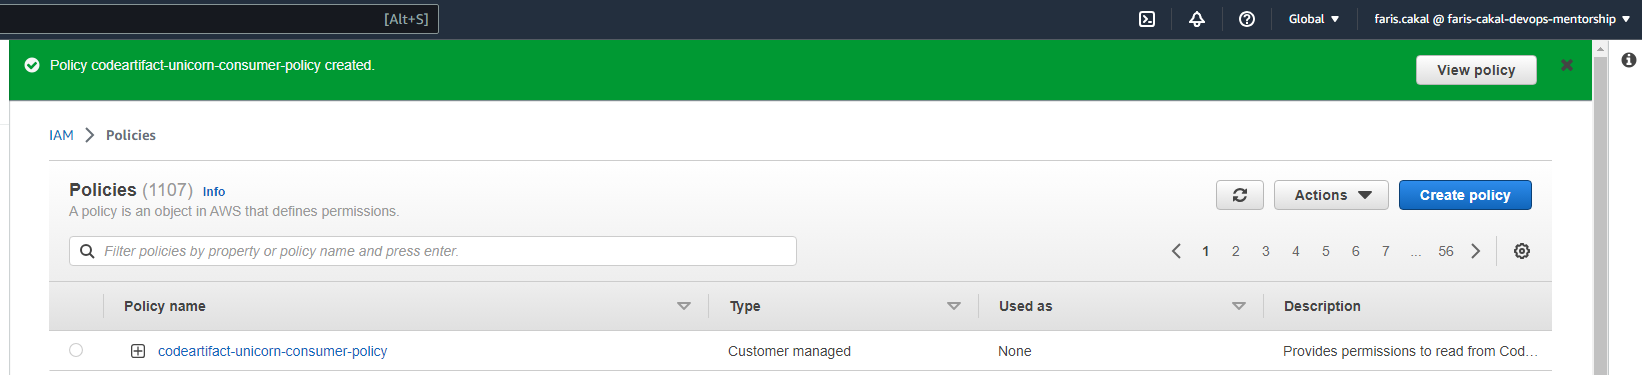 [Alt+S]
Global
faris.cakal @ faris-cakal-devops-mentorship
Policy codeartifact-unicorn-consumer-policy created.
View policy
IAM > Policies
Policies (1107) Info
A policy is an object in AWS that defines permissions.
Actions
Create policy
Filter policies by property or policy name and press enter.
1 2 3 4 5 6 7 ... 56
Policy name Type Used as Description
codeartifact-unicorn-consumer-policy Customer managed None Provides permissions to read from Cod...